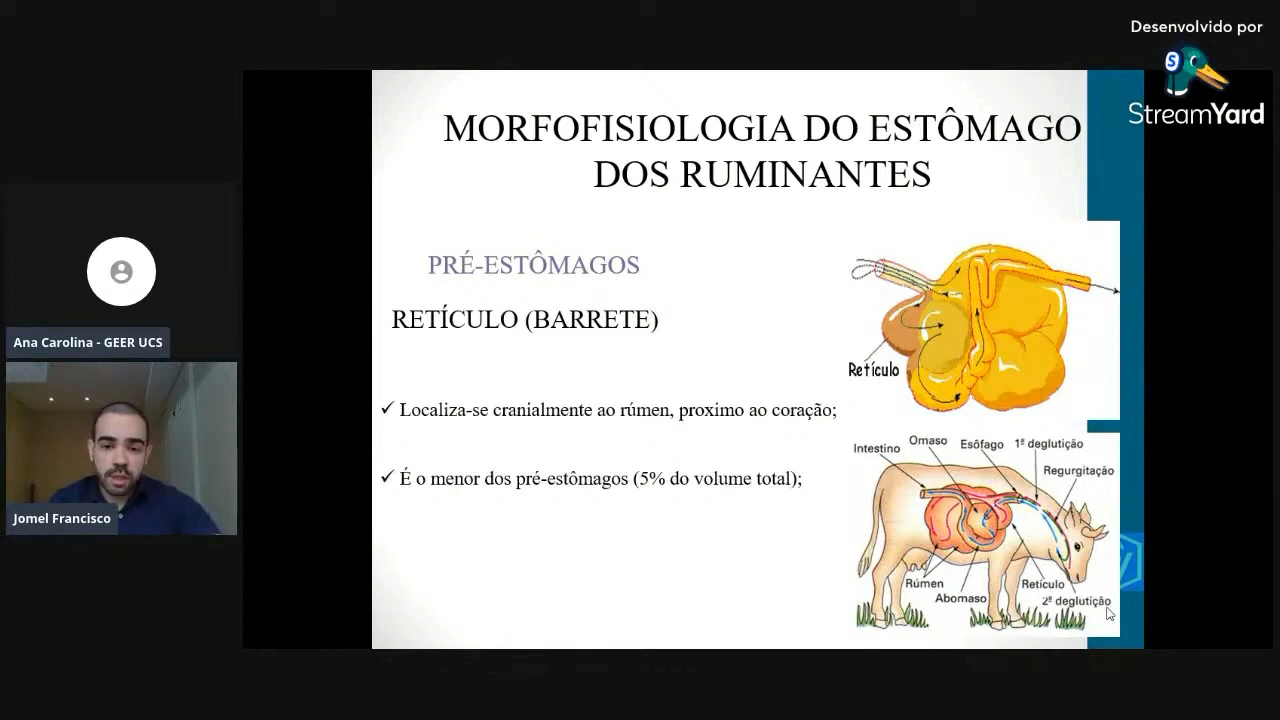 Desenvolvido por
S
StreamYard
MORFOFISIOLOGIA DO ESTÔMAGO
DOS RUMINANTES
PRÉ-ESTÔMAGOS
RETÍCULO (BARRETE)
Localiza-se cranialmente ao rúmen, proximo ao coração;
É o menor dos pré-estômagos (5% do volume total);
Retículo
Intestino
Omaso
Esôfago
1ª deglutição
Regurgitação
Rúmen
Abomaso
Retículo
2ª deglutição
Ana Carolina - GEER UCS
Jomel Francisco